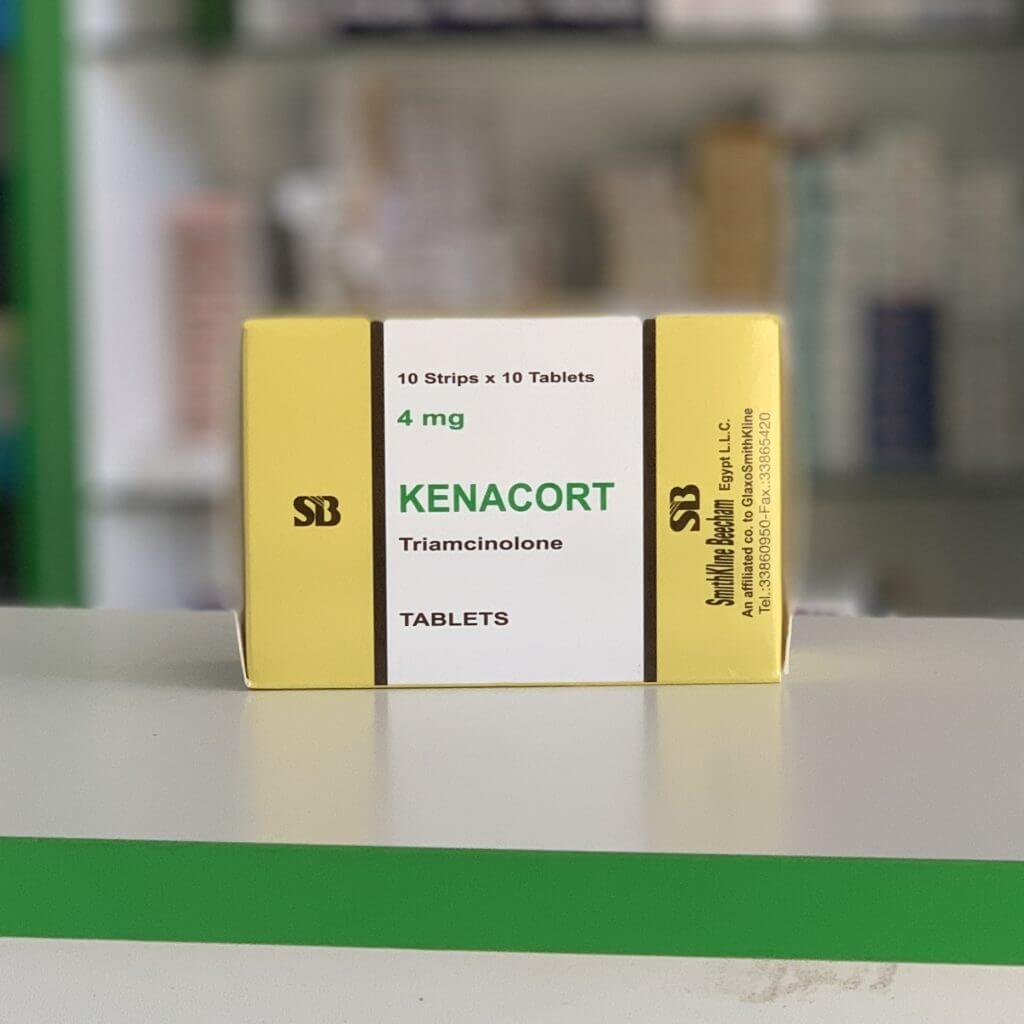 10 Strips x 10 Tablets
4 mg
KENACORT
Triamcinolone
TABLETS
SB
SB
SmithKline Beecham Egypt L.L.C.
An affiliated co. to GlaxoSmithKline
Tel.:33860950-Fax.:33865420